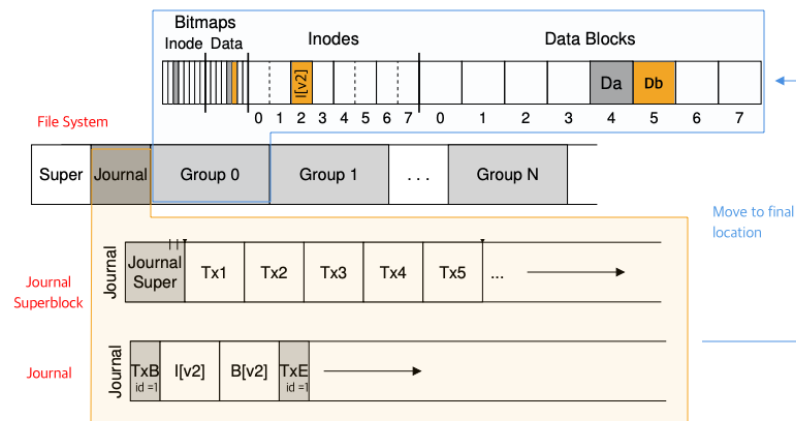 Bitmaps
Inode Data
Inodes
Data Blocks
I[v2]
Da
Db
0 1 2 3 4 5 6 7 0 1 2 3 4 5 6 7
File System
Super
Journal
Group 0
Group 1
. . .
Group N
Move to final
location
Journal
Superblock
Journal
Journal
Super
Tx1
Tx2
Tx3
Tx4
Tx5
...
Journal
Journal
TxB
id =1
I[v2]
B[v2]
TxE
id =1